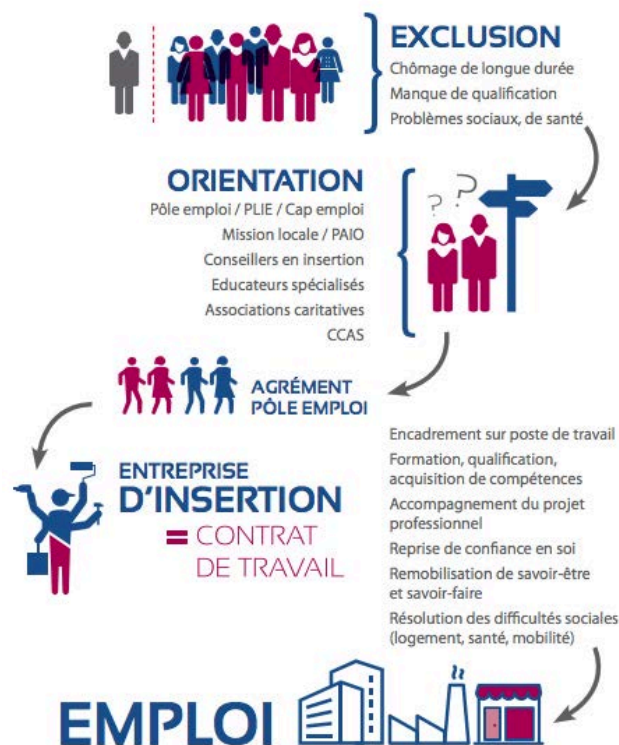 EXCLUSION
Chômage de longue durée
Manque de qualification
Problèmes sociaux, de santé
ORIENTATION
Pôle emploi / PLIE / Cap emploi
Mission locale / PAIO
Conseillers en insertion
Educateurs spécialisés
Associations caritatives
CCAS
? ?
AGRÉMENT
PÔLE EMPLOI
ENTREPRISE
D'INSERTION
= CONTRAT
DE TRAVAIL
Encadrement sur poste de travail
Formation, qualification,
acquisition de compétences
Accompagnement du projet
professionnel
Reprise de confiance en soi
Remobilisation de savoir-être
et savoir-faire
Résolution des difficultés sociales
(logement, santé, mobilité)
EMPLOI